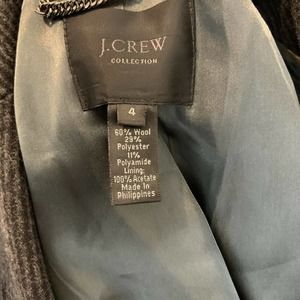 J.CREW
COLLECTION
4
60% Wool
29%
Polyester
11%
Polyamide
Lining:
100% Acetate
Made In
Philippines